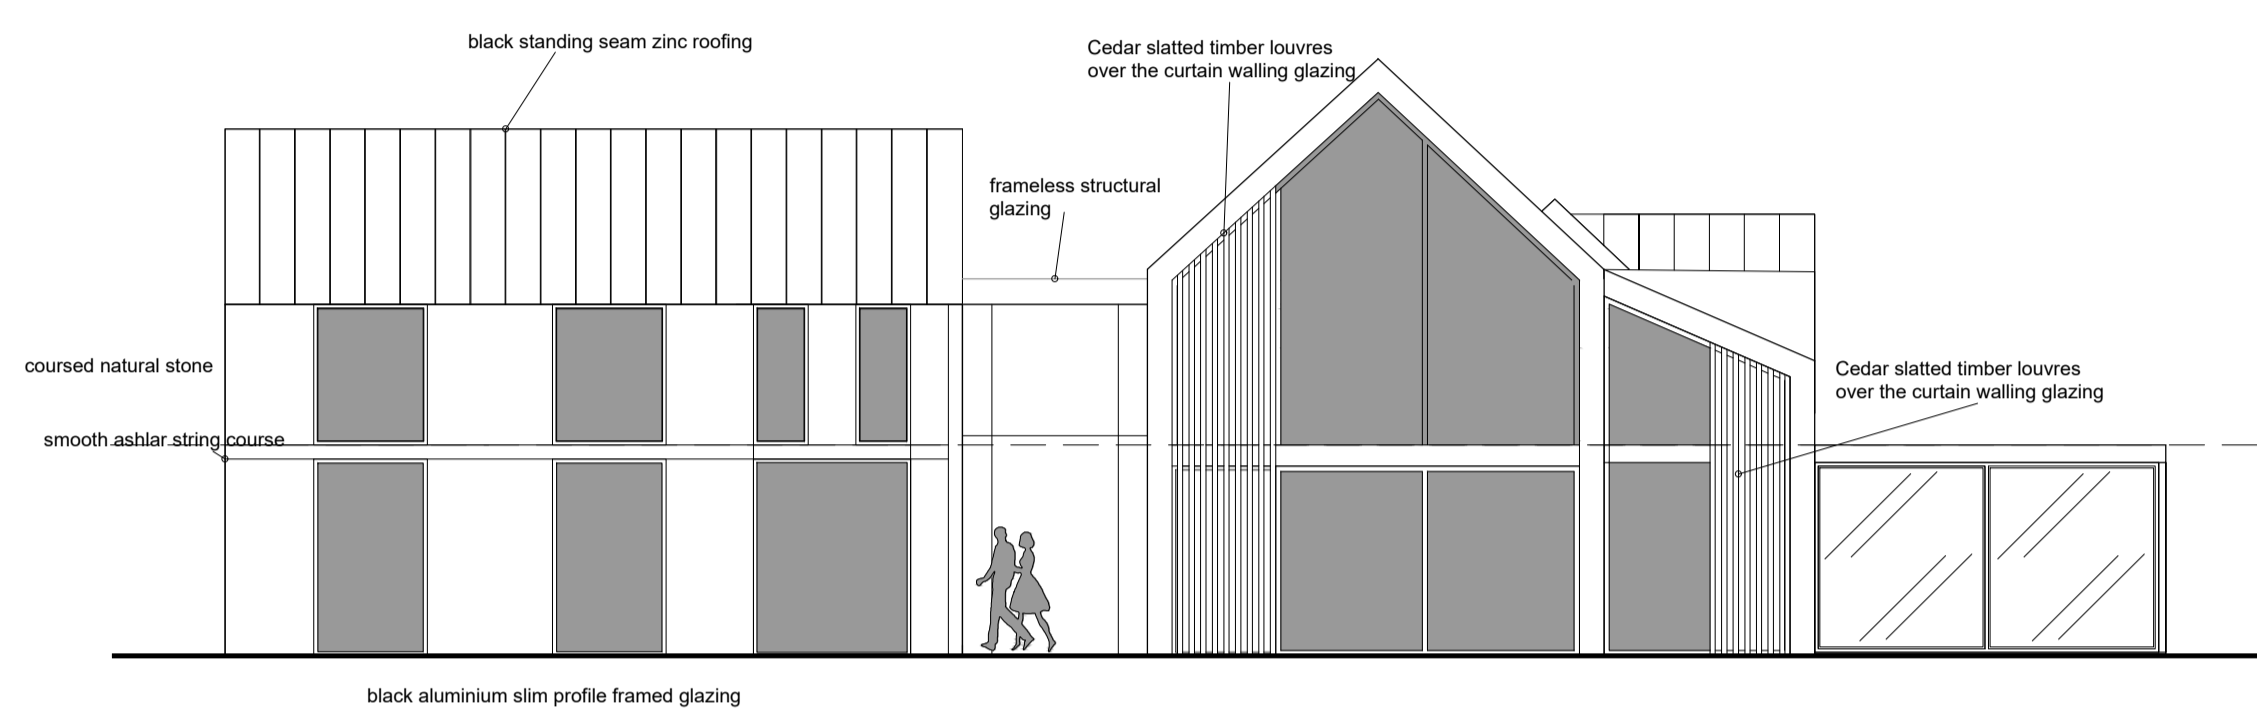 black standing seam zinc roofing
Cedar slatted timber louvres
over the curtain walling glazing
frameless structural
glazing
coursed natural stone
Cedar slatted timber louvres
over the curtain walling glazing
smooth ashlar string course
black aluminium slim profile framed glazing